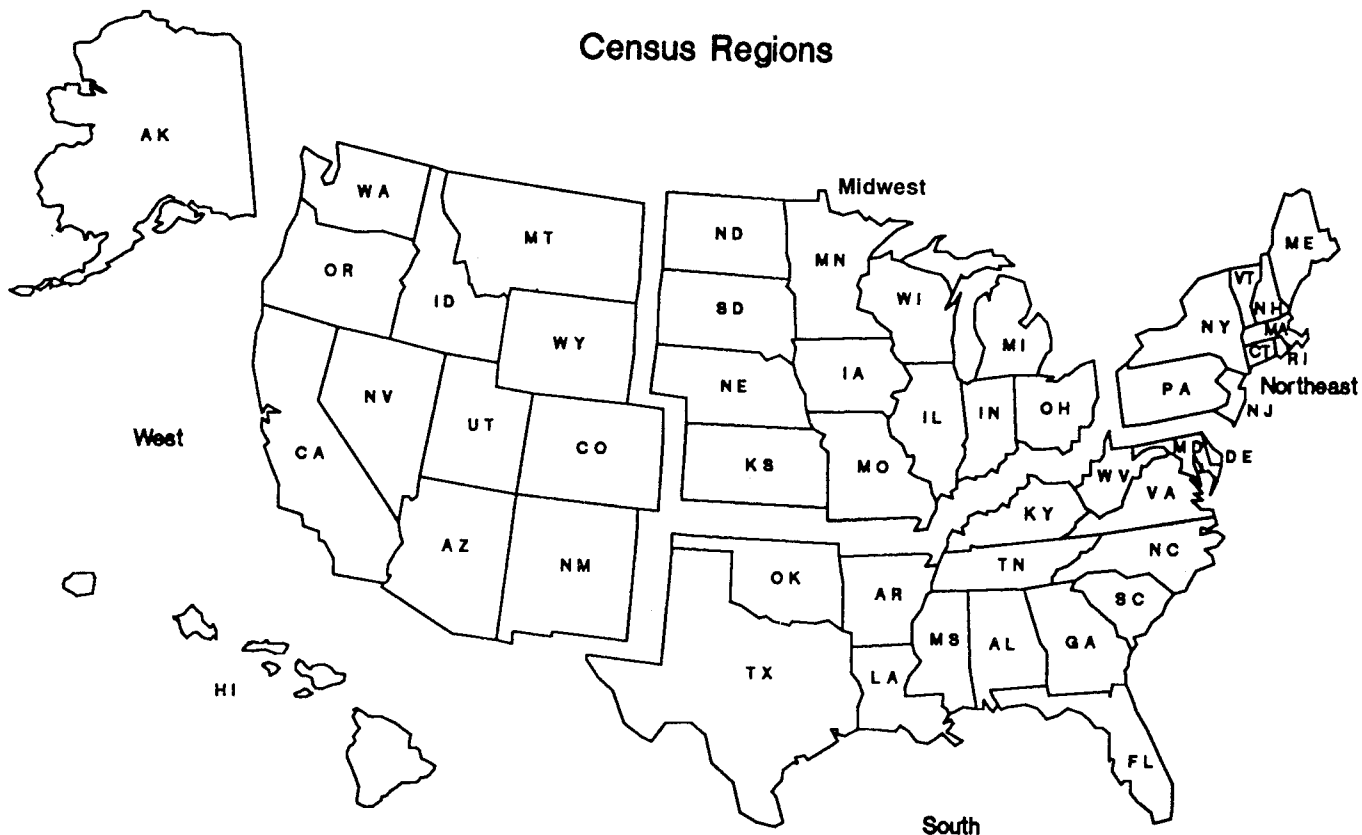 Census Regions
AK
WA
MT
OR
ID
WY
NV
UT
CO
CA
AZ
NM
West
HI
Midwest
ND
MN
SD
WI
MI
NE
IA
IL
IN
OH
KS
MO
ME
VT
NH
NY
MA
CT
RI
PA
Northeast
NJ
MD
DE
WV
VA
KY
NC
TN
OK
AR
SC
MS
AL
GA
TX
LA
FL
South